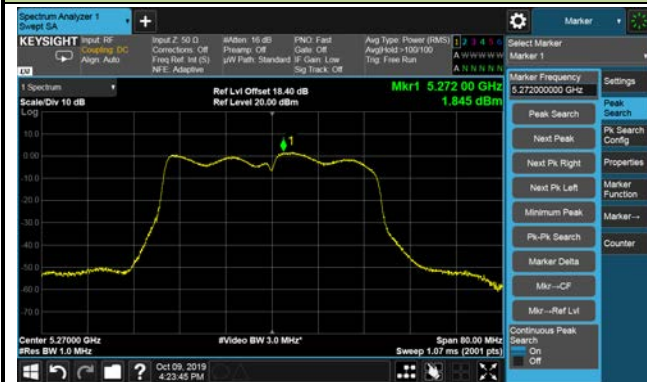 Spectrum Analyzer 1
Swept SA
Marker
KEYSIGHT
Input: RF
Coupling: DC
Align: Auto
Input Z: 50 Ω
Corrections: Off
Freq Ref: Int (S)
NFE: Adaptive
#Atten: 16 dB
Preamp: Off
µW Path: Standard
PNO: Fast
Gate: Off
IF Gain: Low
Sig Track: Off
Avg Type: Power (RMS)
Avg|Hold:>100/100
Trig: Free Run
1 2 3 4 5 6
A W W W W W
A N N N N N
LXI
Select Marker
Marker 1
1 Spectrum
Scale/Div 10 dB
Log
Ref Lvl Offset 18.40 dB
Ref Level 20.00 dBm
Mkr1 5.272 00 GHz
1.845 dBm
Marker Frequency
5.272000000 GHz
Settings
Peak Search
Peak
Search
Next Peak
Pk Search
Config
Next Pk Right
Properties
Next Pk Left
Marker
Function
Minimum Peak
Marker→
Pk-Pk Search
Counter
Marker Delta
Mkr→CF
Mkr→Ref Lvl
Continuous Peak
Search
On
Off
10.0
0.00
-10.0
-20.0
-30.0
-40.0
-50.0
-60.0
-70.0
1
Center 5.27000 GHz
#Res BW 1.0 MHz
#Video BW 3.0 MHz*
Span 80.00 MHz
Sweep 1.07 ms (2001 pts)
Oct 09, 2019
4:23:45 PM